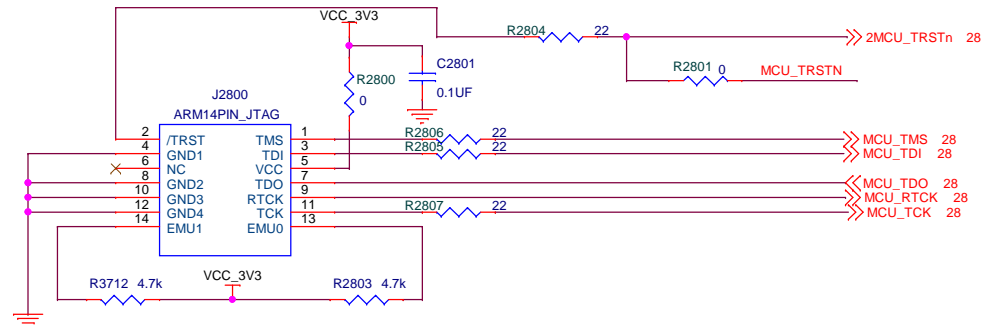 VCC_3V3
R2804 22
2MCU_TRSTn 28
R2801 0
MCU_TRSTN
C2801
R2800
0
0.1UF
J2800
ARM14PIN_JTAG
2 /TRST TMS 1 R2806 22 MCU_TMS 28
4 GND1 TDI 3 R2805 22 MCU_TDI 28
6 NC VCC 5
8 GND2 TDO 7 MCU_TDO 28
10 GND3 RTCK 9 MCU_RTCK 28
12 GND4 TCK 11 R2807 22 MCU_TCK 28
14 EMU1 EMU0 13
VCC_3V3
R3712 4.7k
R2803 4.7k